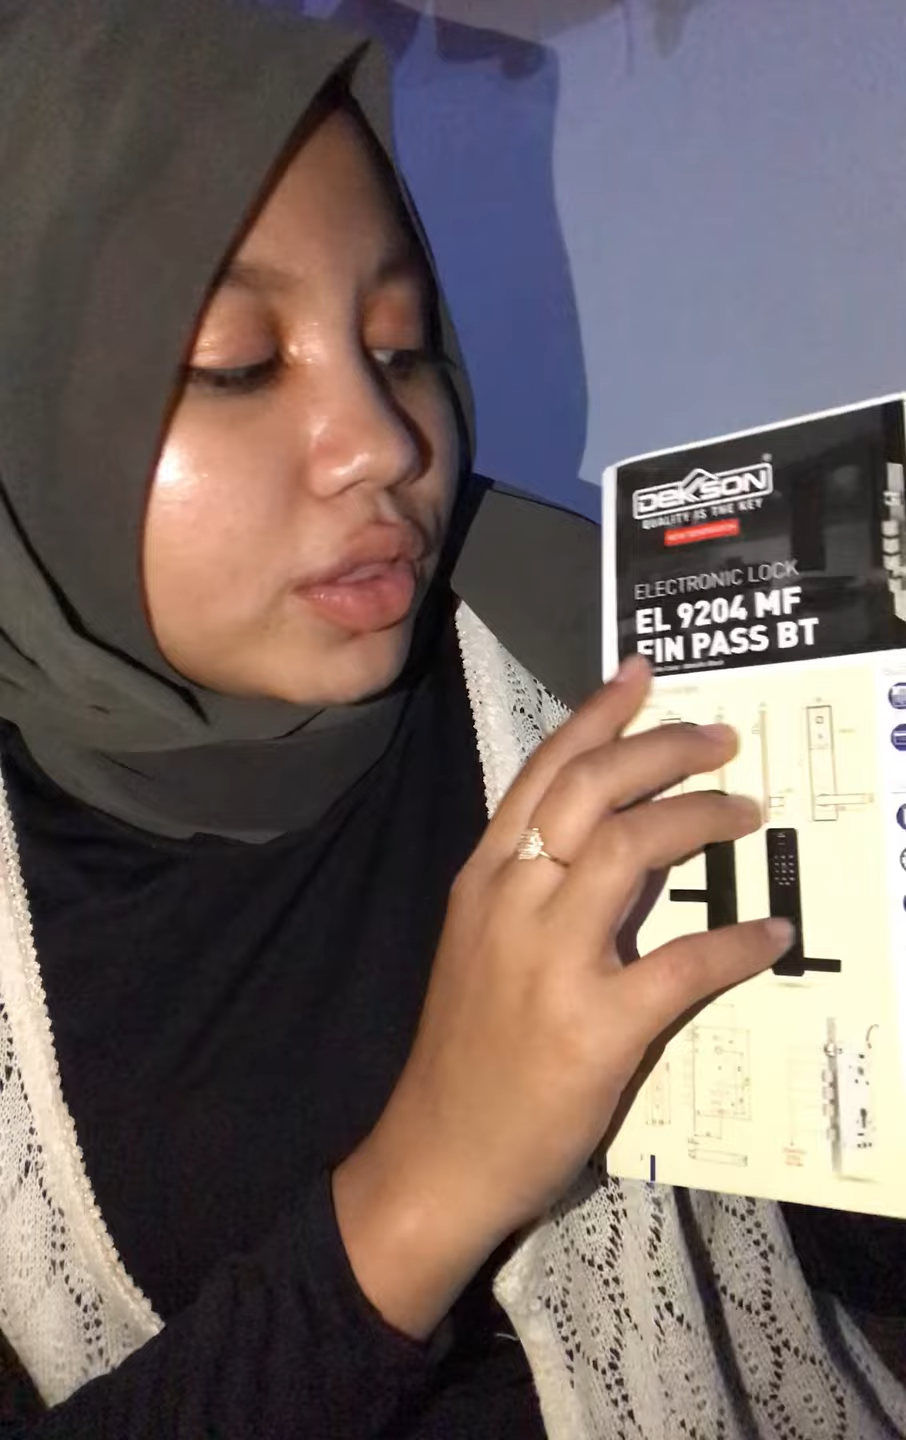 DEKSON®
QUALITY IS THE KEY
ELECTRONIC LOCK
EL 9204 MF
FIN PASS BT